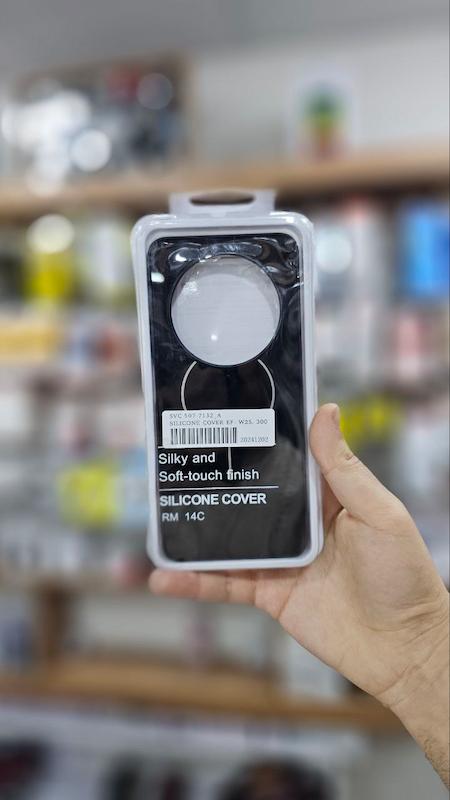 SVC 507-7132 A
SILICONE COVER EF: W25. 300
20241202
Silky and
Soft-touch finish
SILICONE COVER
RM 14C